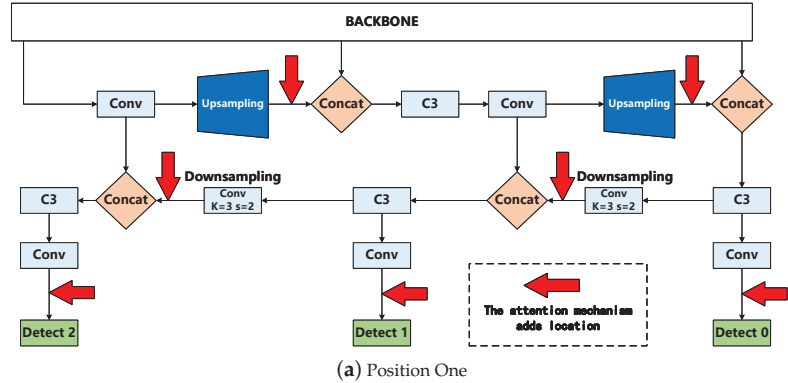 BACKBONE
Conv
Upsampling
Concat
C3
Conv
Upsampling
Concat
C3
Concat
Downsampling
Conv
K=3 s=2
C3
Concat
Downsampling
Conv
K=3 s=2
C3
Conv
Conv
Conv
The attention mechanism
adds location
Detect 2
Detect 1
Detect 0
(a) Position One